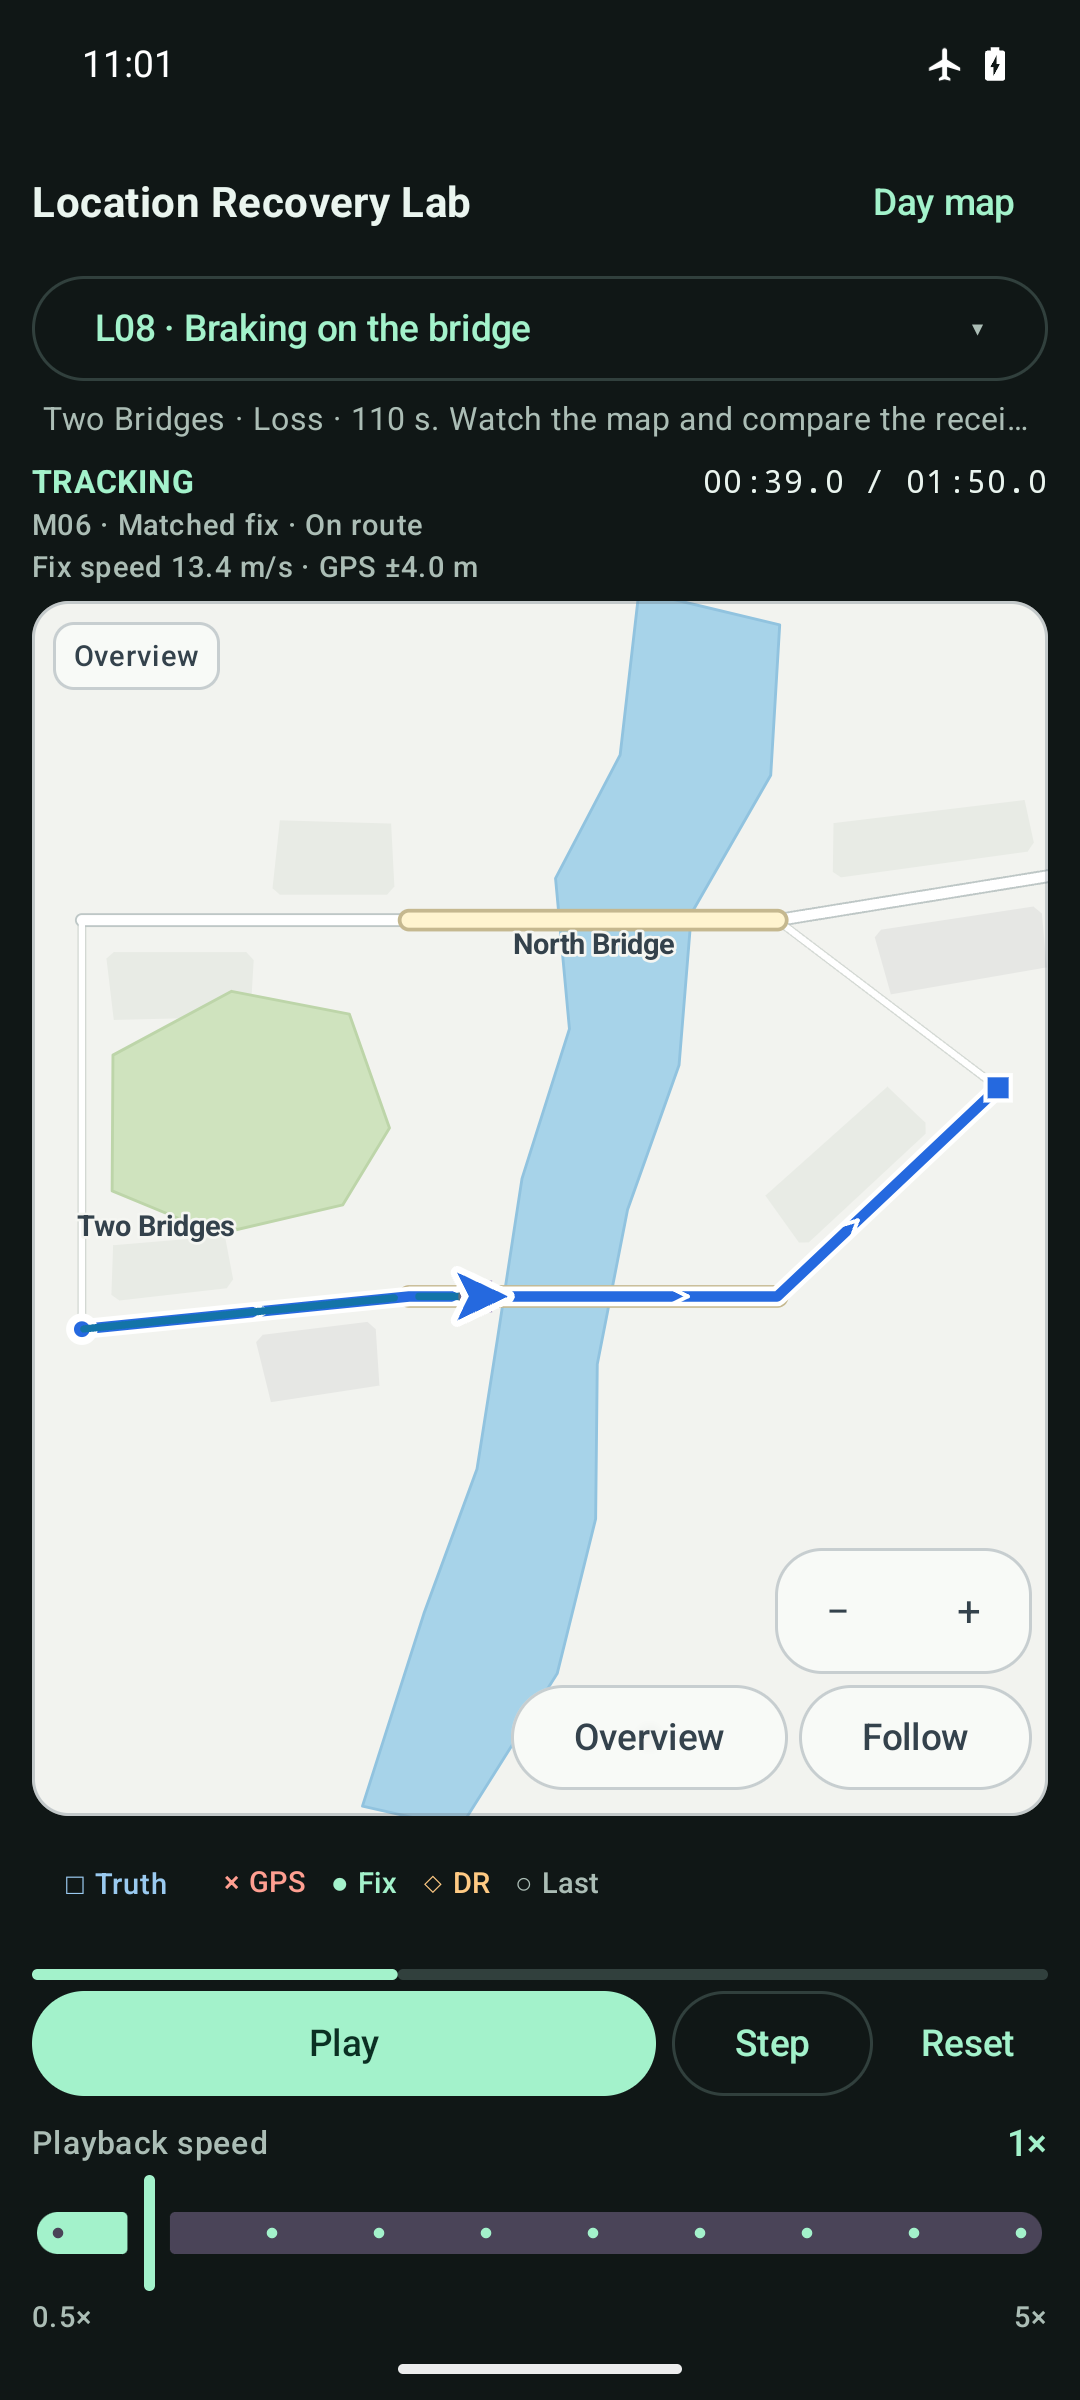 11:01
Location Recovery Lab
Day map
L08 · Braking on the bridge ▾
Two Bridges · Loss · 110 s. Watch the map and compare the recei…
TRACKING
00:39.0 / 01:50.0
M06 · Matched fix · On route
Fix speed 13.4 m/s · GPS ±4.0 m
Overview
North Bridge
Two Bridges
− +
Overview
Follow
□ Truth × GPS ● Fix ◇ DR ○ Last
Play
Step
Reset
Playback speed
1×
0.5×
5×